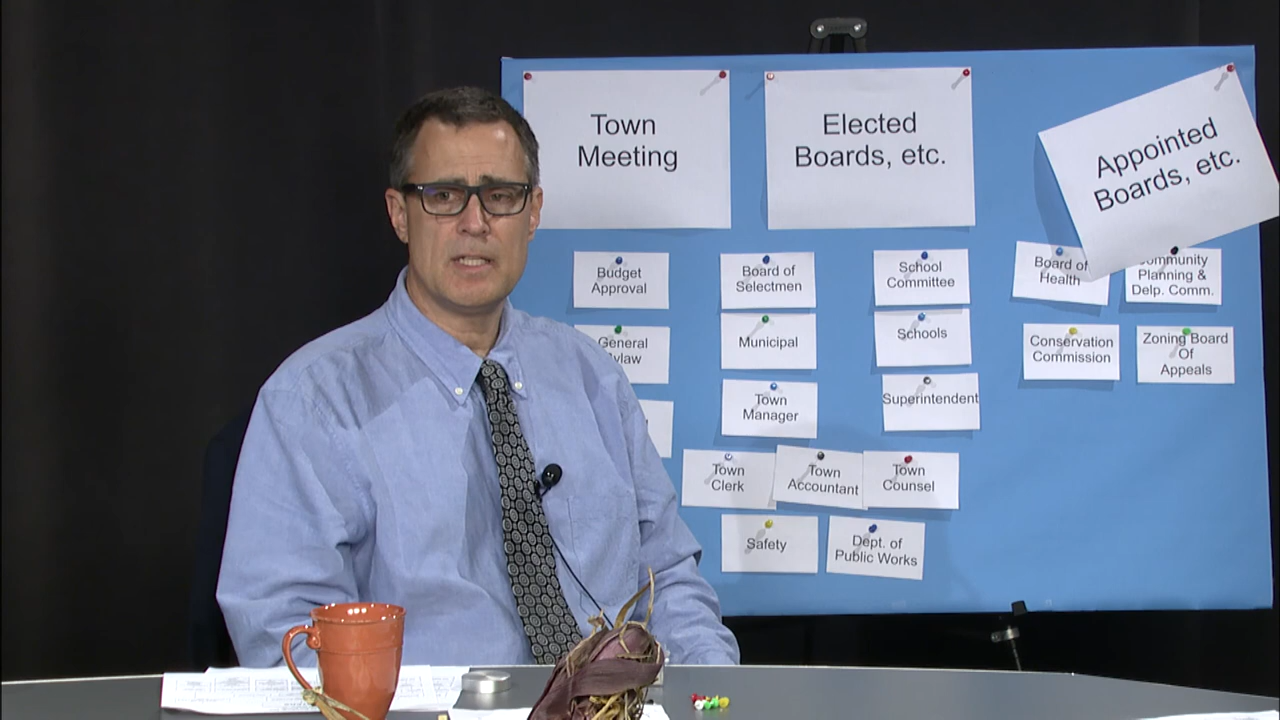 Town
Meeting
Elected
Boards, etc.
Appointed
Boards, etc.
Budget
Approval
Board of
Selectmen
School
Committee
Board of
Health
Community
Planning &
Delp. Comm.
General
Municipal
Schools
Conservation
Commission
Zoning Board
Of
Appeals
Town
Manager
Superintendent
Town
Clerk
Town
Accountant
Town
Counsel
Safety
Dept. of
Public Works